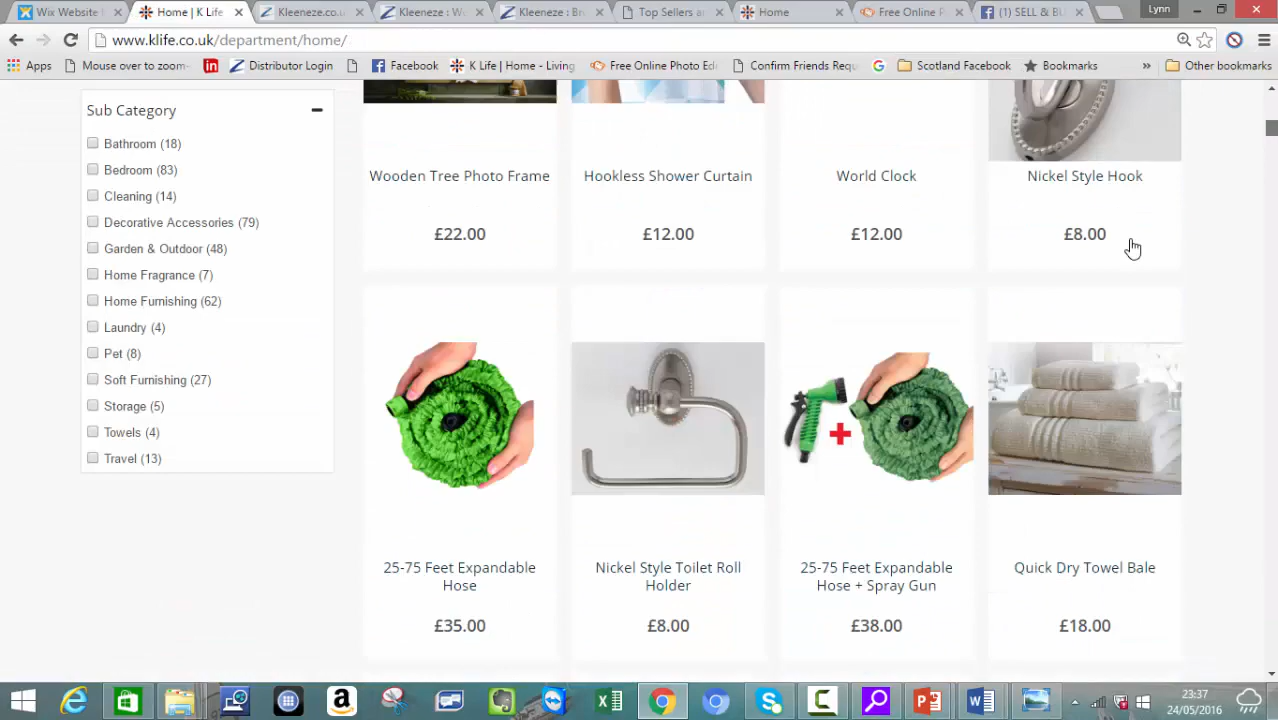 Wix Website
Home | K Life
Kleeneze.co.u
Kleeneze : Wo
Kleeneze : Br
Top Sellers a
Home
Free Online P
(1) SELL & BU
Lynn
www.klife.co.uk/department/home/
Apps
Mouse over to zoom
Distributor Login
Facebook
K Life | Home - Living
Free Online Photo Edi
Confirm Friends Requ
Scotland Facebook
Bookmarks
Other bookmarks
Sub Category
Bathroom (18)
Bedroom (83)
Cleaning (14)
Decorative Accessories (79)
Garden & Outdoor (48)
Home Fragrance (7)
Home Furnishing (62)
Laundry (4)
Pet (8)
Soft Furnishing (27)
Storage (5)
Towels (4)
Travel (13)
Wooden Tree Photo Frame
£22.00
Hookless Shower Curtain
£12.00
World Clock
£12.00
Nickel Style Hook
£8.00
25-75 Feet Expandable
Hose
£35.00
Nickel Style Toilet Roll
Holder
£8.00
25-75 Feet Expandable
Hose + Spray Gun
£38.00
Quick Dry Towel Bale
£18.00
23:37
24/05/2016